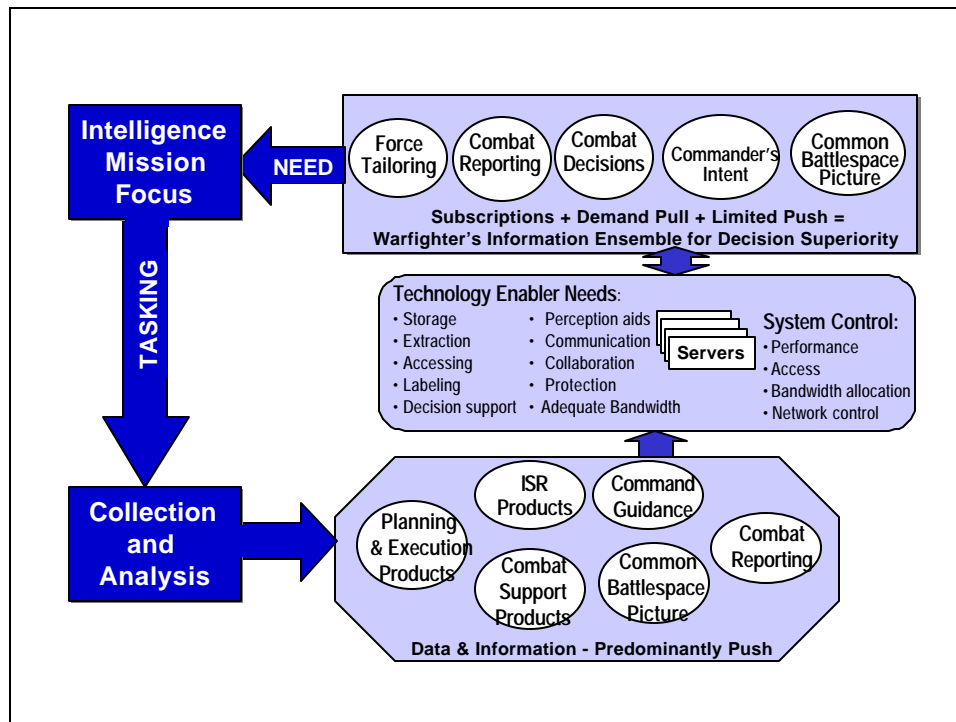 Intelligence
Mission
Focus
NEED
Force
Tailoring
Combat
Reporting
Combat
Decisions
Commander's
Intent
Common
Battlespace
Picture
Subscriptions + Demand Pull + Limited Push =
Warfighter's Information Ensemble for Decision Superiority
TASKING
Technology Enabler Needs:
• Storage
• Extraction
• Accessing
• Labeling
• Decision support
• Perception aids
• Communication
• Collaboration
• Protection
• Adequate Bandwidth
Servers
System Control:
• Performance
• Access
• Bandwidth allocation
• Network control
Collection
and
Analysis
Planning
& Execution
Products
ISR
Products
Command
Guidance
Combat
Support
Products
Common
Battlespace
Picture
Combat
Reporting
Data & Information - Predominantly Push